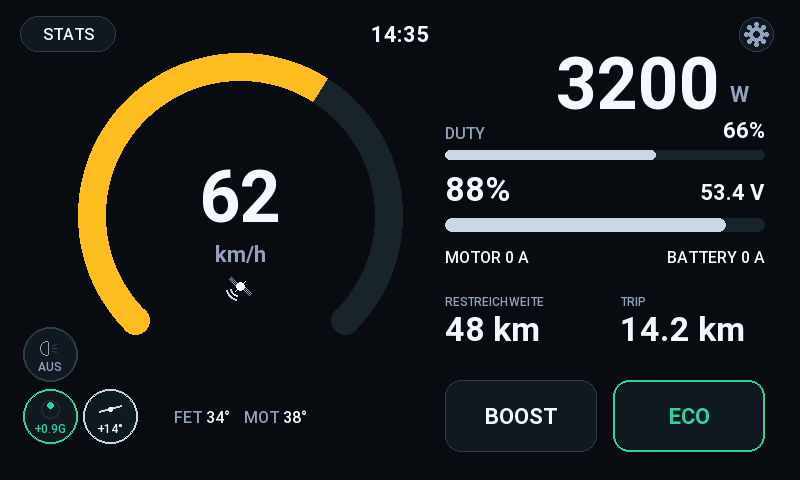 STATS
14:35
3200 W
DUTY 66%
88% 53.4 V
62
km/h
MOTOR 0 A BATTERY 0 A
RESTREICHWEITE TRIP
48 km 14.2 km
AUS
+0.9G +14°
FET 34° MOT 38°
BOOST ECO